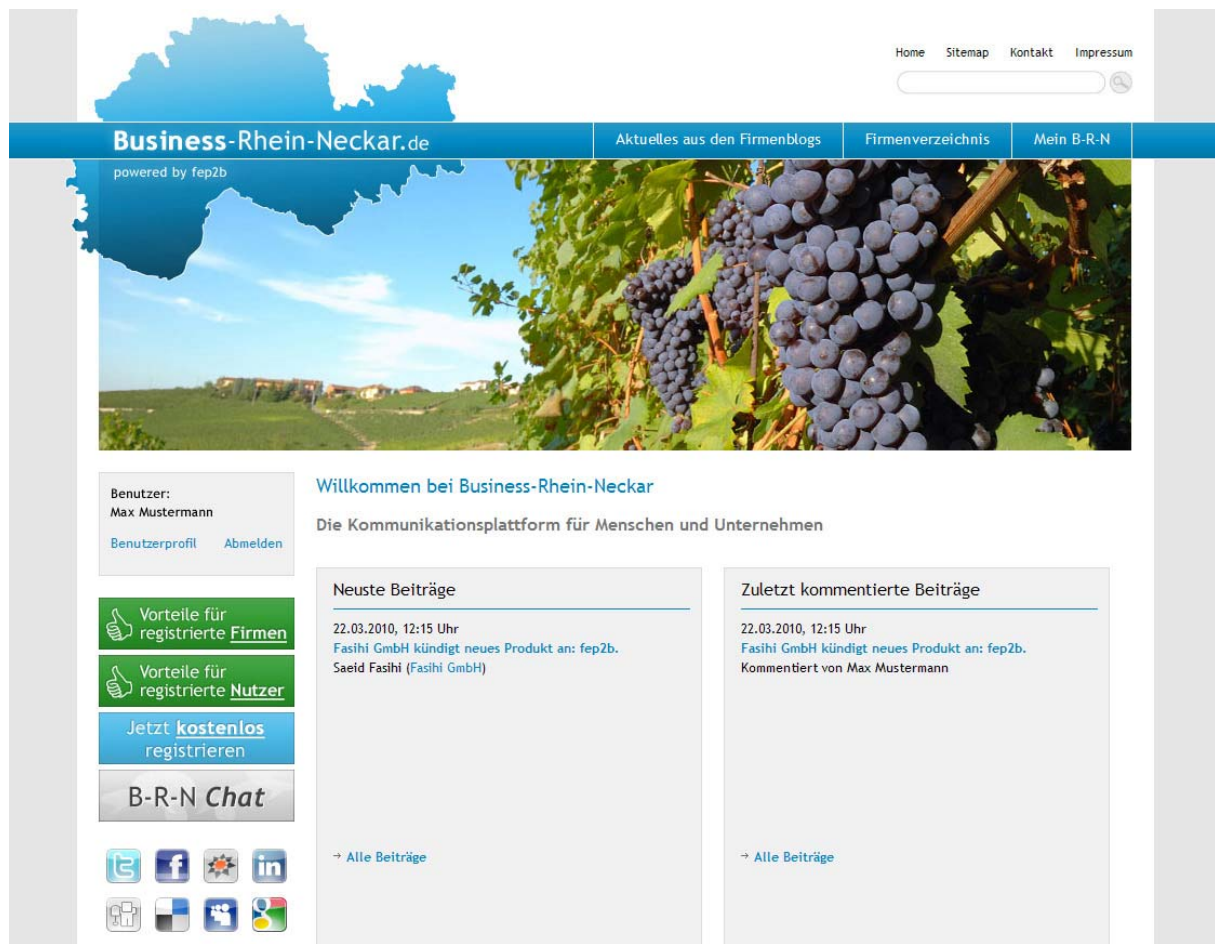 Home Sitemap Kontakt Impressum
Business-Rhein-Neckar.de
Aktuelles aus den Firmenblogs Firmenverzeichnis Mein B-R-N
powered by fep2b
Benutzer:
Max Mustermann
Benutzerprofil Abmelden
Vorteile für
registrierte Firmen
Vorteile für
registrierte Nutzer
Jetzt kostenlos
registrieren
B-R-N Chat
Willkommen bei Business-Rhein-Neckar
Die Kommunikationsplattform für Menschen und Unternehmen
Neuste Beiträge
22.03.2010, 12:15 Uhr
Fasihi GmbH kündigt neues Produkt an: fep2b.
Saeid Fasihi (Fasihi GmbH)
→ Alle Beiträge
Zuletzt kommentierte Beiträge
22.03.2010, 12:15 Uhr
Fasihi GmbH kündigt neues Produkt an: fep2b.
Kommentiert von Max Mustermann
→ Alle Beiträge